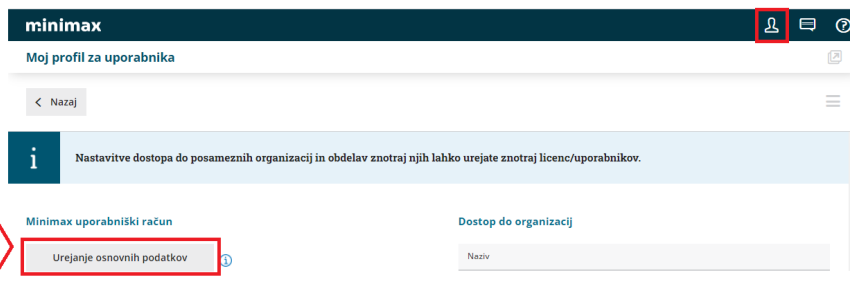 minimax
Moj profil za uporabnika
Nazaj
i
Nastavitve dostopa do posameznih organizacij in obdelav znotraj njih lahko urejate znotraj licenc/uporabnikov.
Minimax uporabniški račun
Dostop do organizacij
Urejanje osnovnih podatkov
Naziv